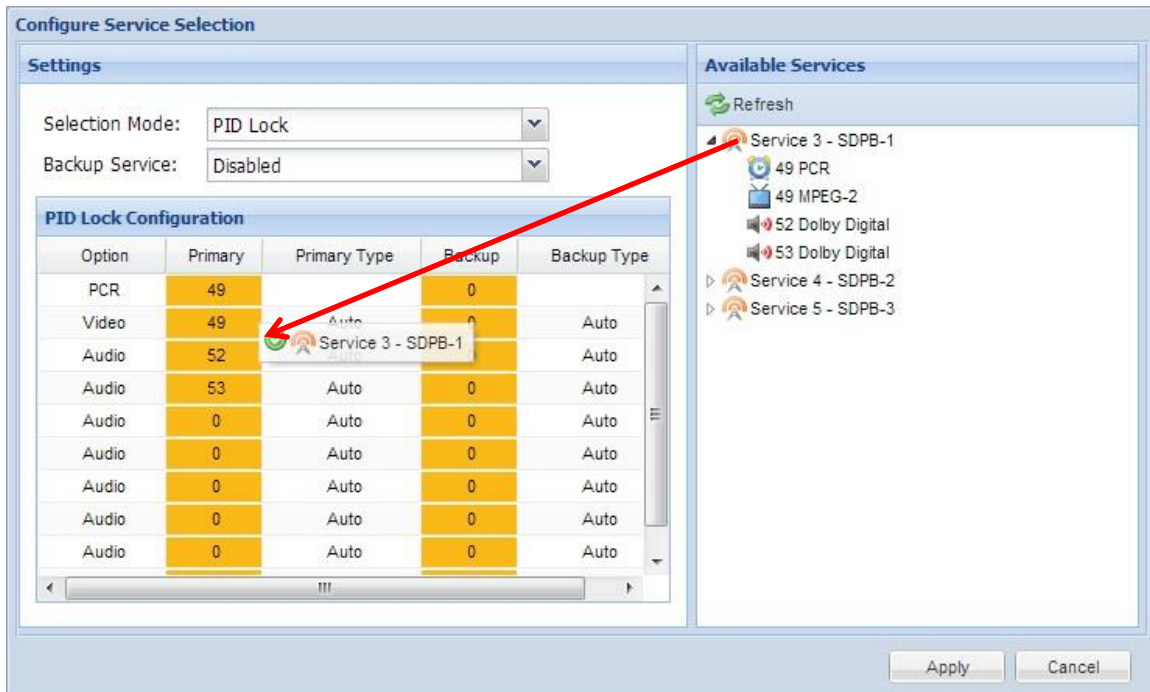 Configure Service Selection
Settings
Selection Mode: PID Lock
Backup Service: Disabled
PID Lock Configuration
Option Primary Primary Type Backup Backup Type
PCR 49 0
Video 49 Auto 0 Auto
Service 3 - SDPB-1
Audio 52 Auto 0 Auto
Audio 53 Auto 0 Auto
Audio 0 Auto 0 Auto
Audio 0 Auto 0 Auto
Audio 0 Auto 0 Auto
Audio 0 Auto 0 Auto
Audio 0 Auto 0 Auto
Available Services
Refresh
Service 3 - SDPB-1
49 PCR
49 MPEG-2
52 Dolby Digital
53 Dolby Digital
Service 4 - SDPB-2
Service 5 - SDPB-3
Apply Cancel